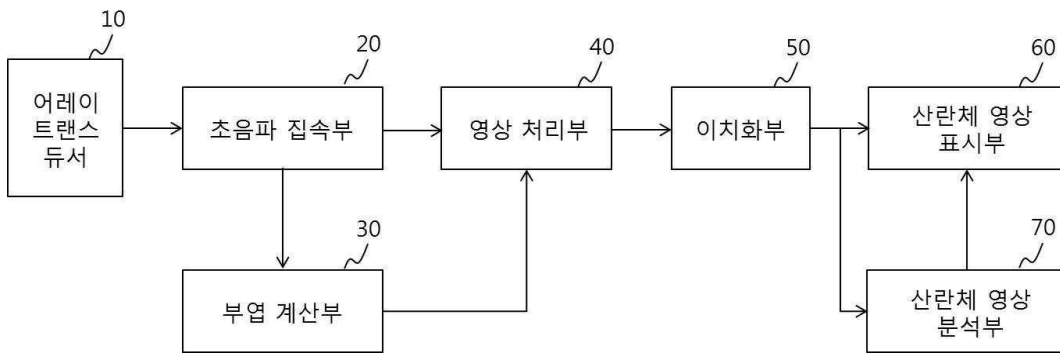 10
어레이
트랜스
듀서
20
초음파 집속부
40
영상 처리부
50
이치화부
60
산란체 영상
표시부
30
부엽 계산부
70
산란체 영상
분석부